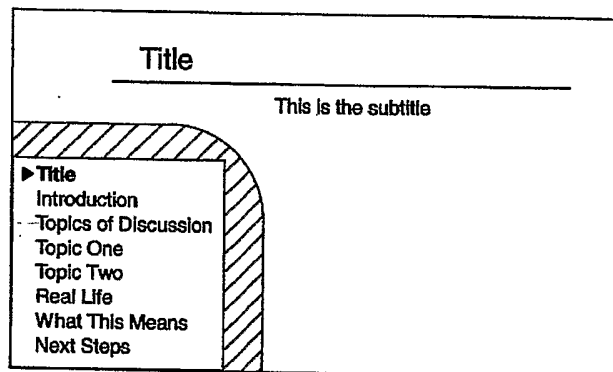 Title
This is the subtitle
▶Title
Introduction
Topics of Discussion
Topic One
Topic Two
Real Life
What This Means
Next Steps